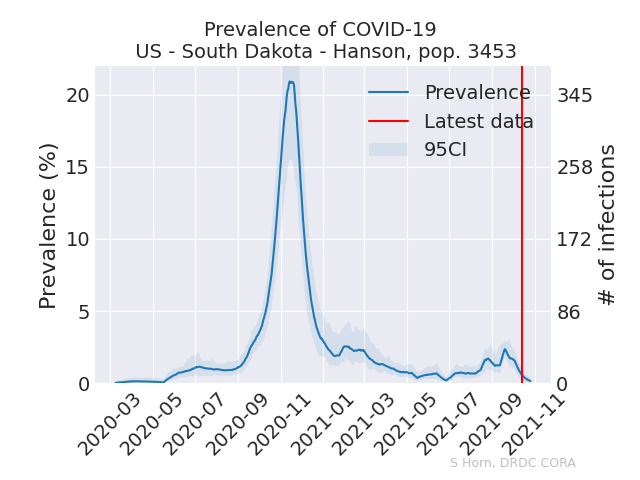 Prevalence of COVID-19
US - South Dakota - Hanson, pop. 3453
Prevalence (%)
20
15
10
5
0
Prevalence
Latest data
95CI
345
258
172
86
0
# of infections
2020-03
2020-05
2020-07
2020-09
2020-11
2021-01
2021-03
2021-05
2021-07
2021-09
2021-11
S Horn, DRDC CORA